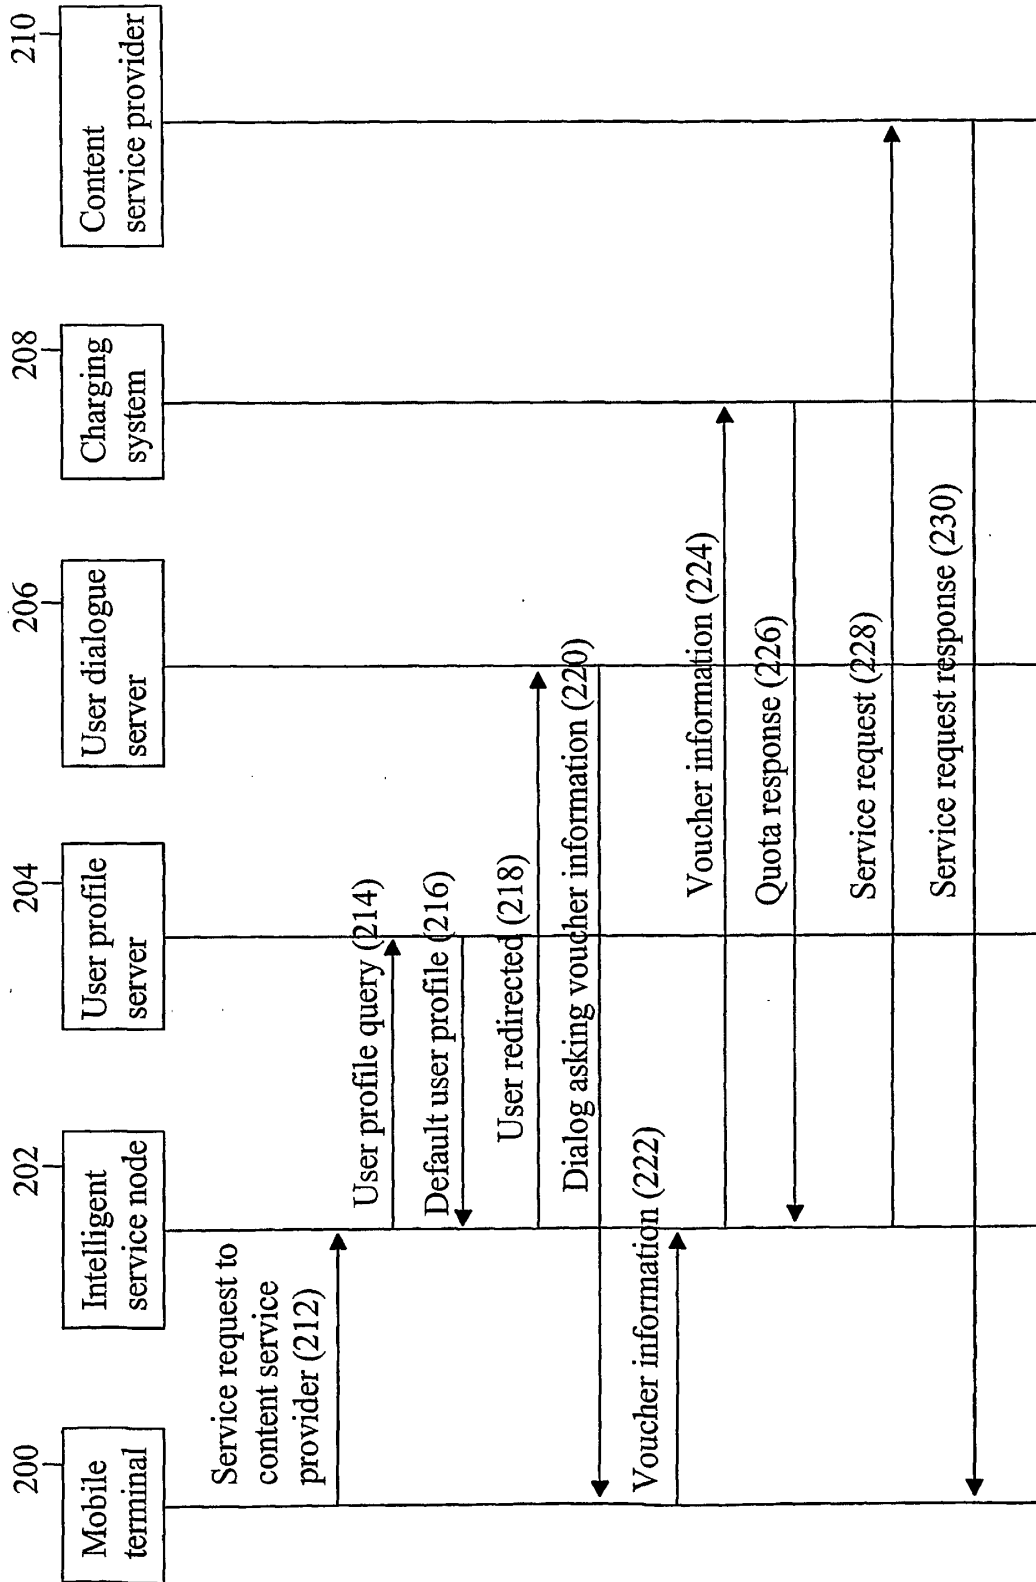 200
202
204
206
208
210
Mobile
terminal
Intelligent
service node
User profile
server
User dialogue
server
Charging
system
Content
service provider
Service request to
content service
provider (212)
User profile query (214)
Default user profile (216)
User redirected (218)
Dialog asking voucher information (220)
Voucher information (222)
Voucher information (224)
Quota response (226)
Service request (228)
Service request response (230)